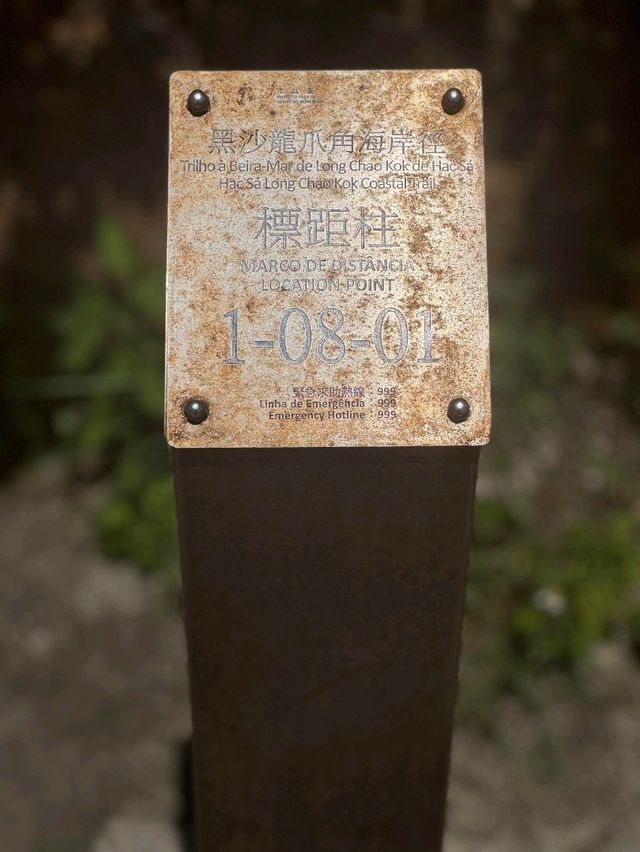 黑沙龍爪角海岸徑
Trilho à Beira-Mar de Long Chao Kok de Hac Sá
Hac Sá Long Chao Kok Coastal Trail
標距柱
MARCO DE DISTÂNCIA
LOCATION POINT
1-08-01
緊急求助熱線：999
Linha de Emergência：999
Emergency Hotline：999